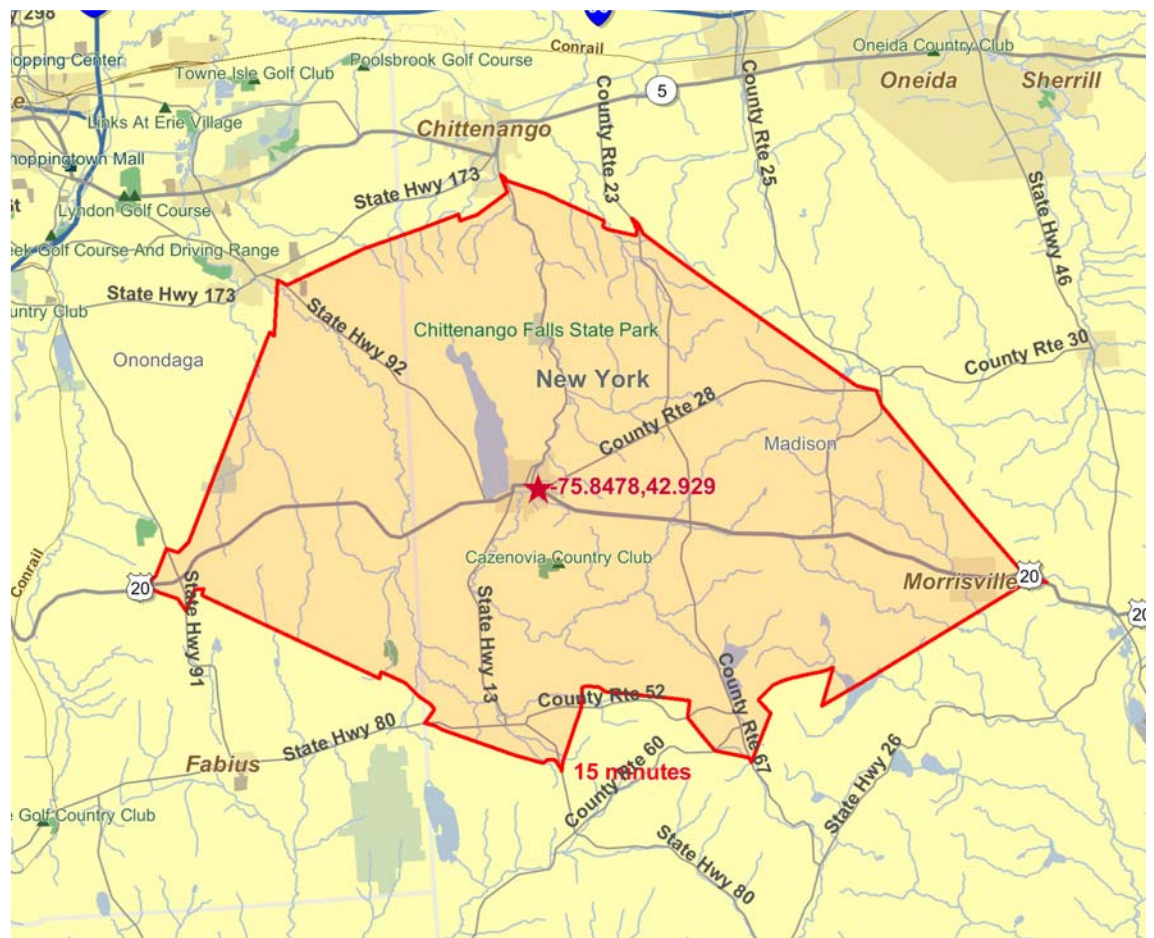 298
opping Center
Towne Isle Golf Club
Poolsbrook Golf Course
Conrail
Oneida Country Club
Oneida
Sherrill
5
Links At Erie Village
Chittenango
County Rte 23
County Rte 25
hoppingtown Mall
State Hwy 173
State Hwy 46
Lyndon Golf Course
eek Golf Course And Driving Range
State Hwy 173
untry Club
State Hwy 92
Chittenango Falls State Park
County Rte 30
Onondaga
New York
County Rte 28
Madison
-75.8478,42.929
Cazenovia Country Club
Conrail
20
State Hwy 91
State Hwy 13
Morrisville
20
20
County Rte 52
County Rte 67
State Hwy 80
Fabius
15 minutes
County Rte 60
State Hwy 26
e Golf Country Club
State Hwy 80